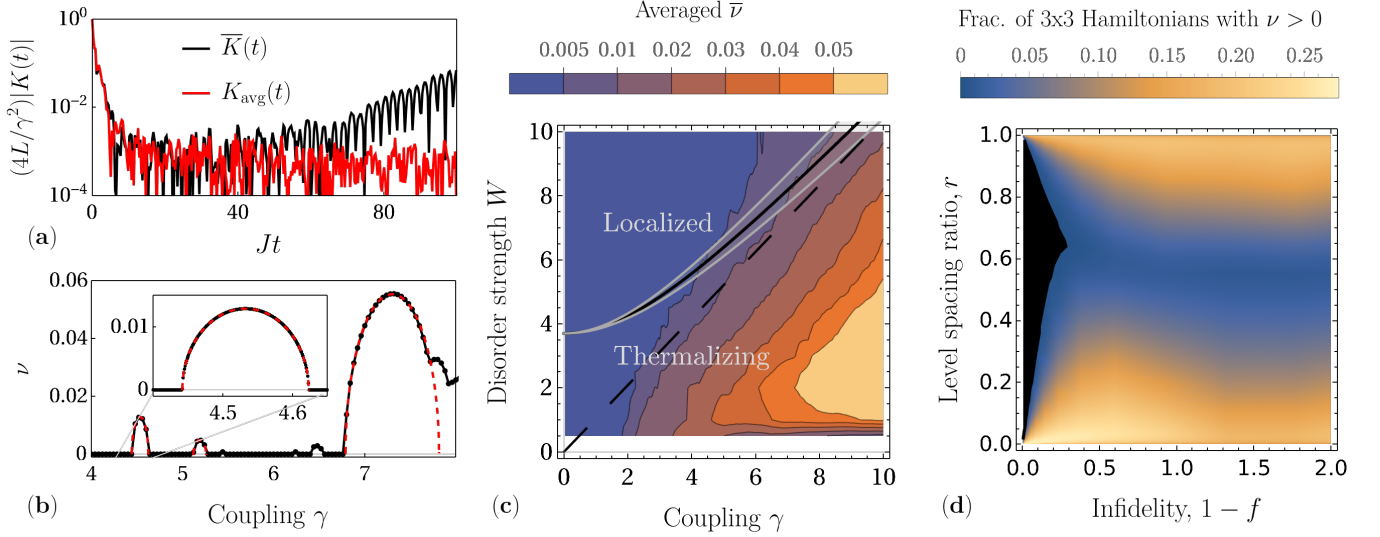 10^0
10^{-2}
10^{-4}
(4L/γ^2)|K(t)|
K̅(t)
K_avg(t)
0 40 80
Jt
(a)
0.06
0.04
0.02
0
ν
0.01
0
4.5 4.6
4 5 6 7
Coupling γ
(b)
Averaged ν̅
0.005 0.01 0.02 0.03 0.04 0.05
10
8
6
4
2
0
Disorder strength W
Localized
Thermalizing
0 2 4 6 8 10
Coupling γ
(c)
Frac. of 3x3 Hamiltonians with ν > 0
0 0.05 0.10 0.15 0.20 0.25
1.0
0.8
0.6
0.4
0.2
0.0
Level spacing ratio, r
0.0 0.5 1.0 1.5 2.0
Infidelity, 1 − f
(d)